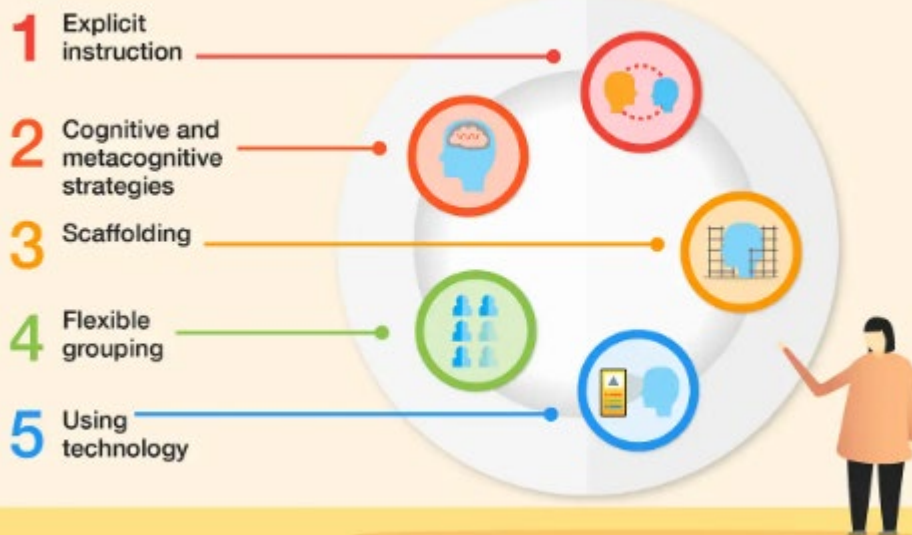 1 Explicit
instruction
2 Cognitive and
metacognitive
strategies
3 Scaffolding
4 Flexible
grouping
5 Using
technology